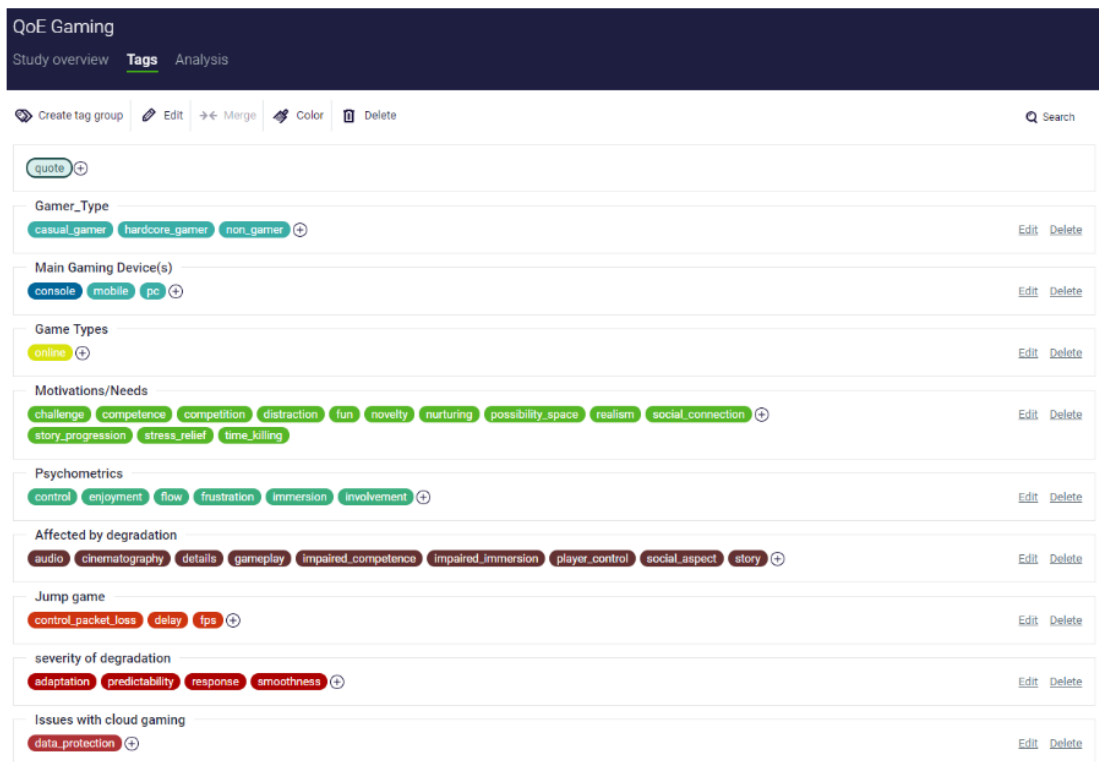 QoE Gaming
Study overview Tags Analysis
Create tag group Edit Merge Color Delete Search
quote
Gamer_Type
casual_gamer hardcore_gamer non_gamer Edit Delete
Main Gaming Device(s)
console mobile pc Edit Delete
Game Types
online Edit Delete
Motivations/Needs
challenge competence competition distraction fun novelty nurturing possibility_space realism social_connection Edit Delete
story_progression stress_relief time_killing
Psychometrics
control enjoyment flow frustration immersion involvement Edit Delete
Affected by degradation
audio cinematography details gameplay impaired_competence impaired_immersion player_control social_aspect story Edit Delete
Jump game
control_packet_loss delay fps Edit Delete
severity of degradation
adaptation predictability response smoothness Edit Delete
Issues with cloud gaming
data_protection Edit Delete